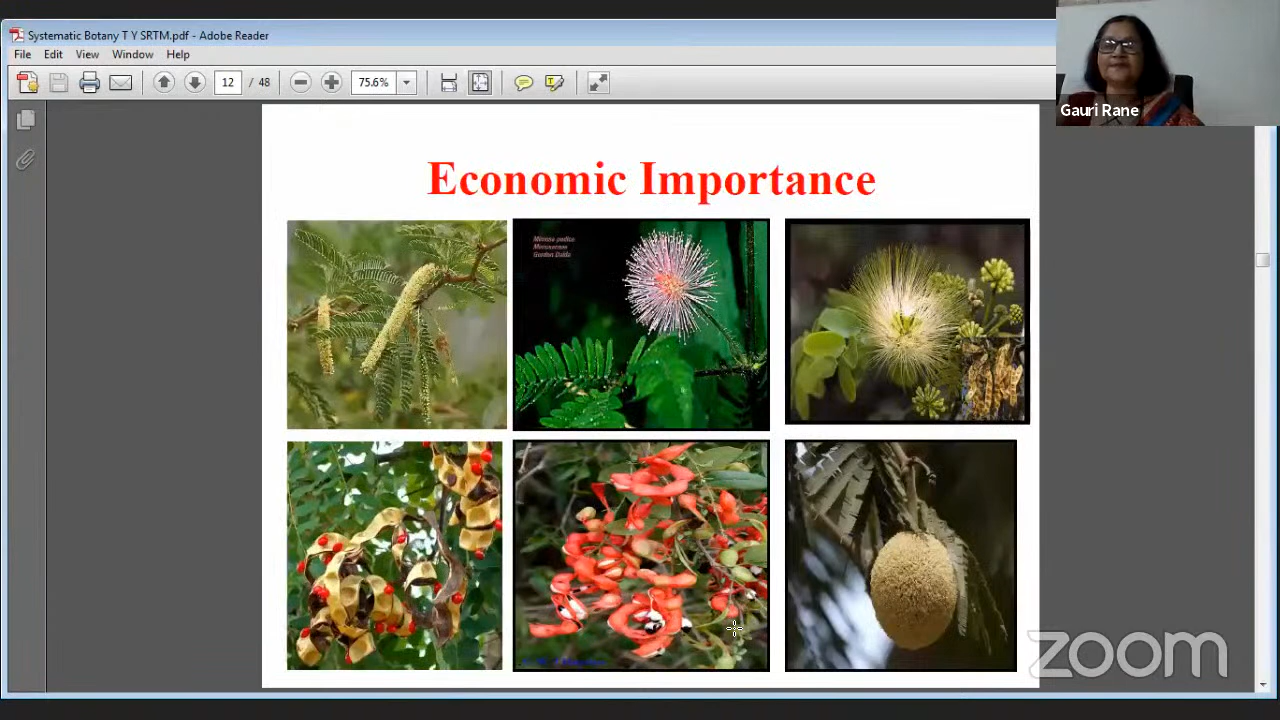 Systematic Botany T Y SRTM.pdf - Adobe Reader
File Edit View Window Help
12 / 48 75.6%
Gauri Rane
Economic Importance
Mimosa pudica
Mimosaceae
zoom